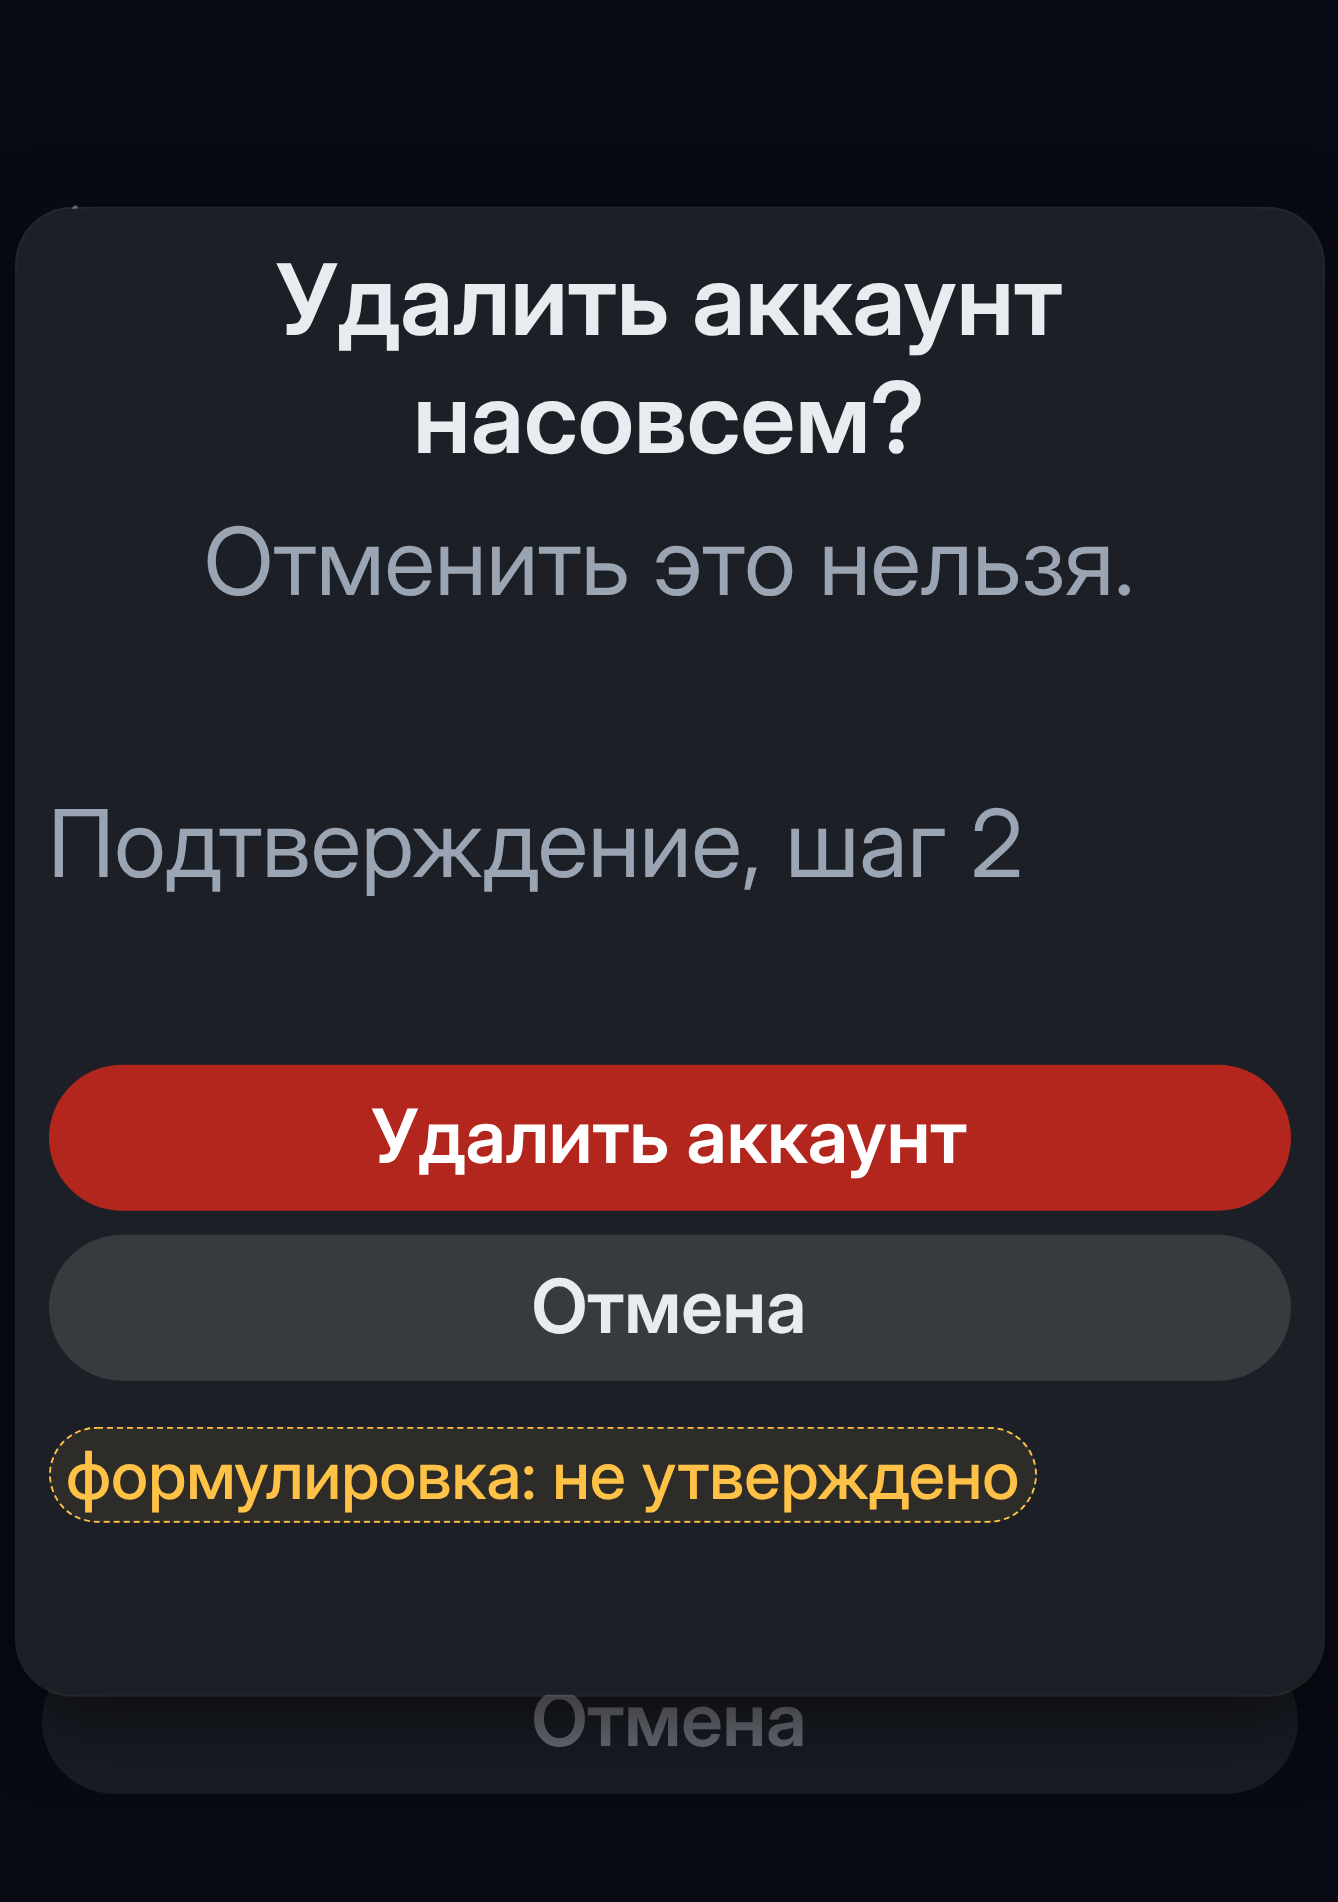 Удалить аккаунт
насовсем?
Отменить это нельзя.
Подтверждение, шаг 2
Удалить аккаунт
Отмена
формулировка: не утверждено
Отмена